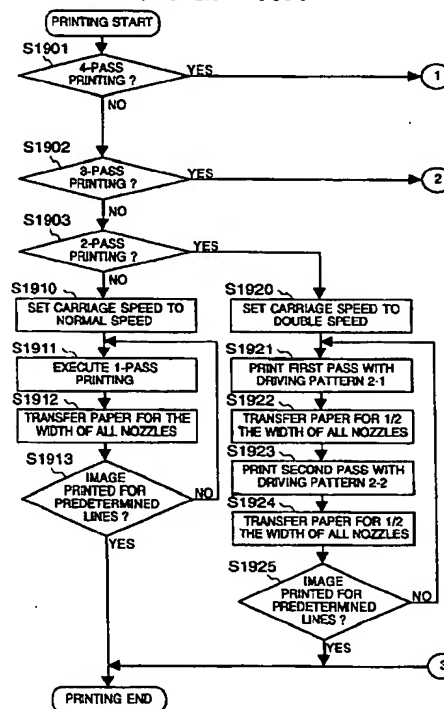 PRINTING START
S1901
4-PASS
PRINTING ?
YES
1
NO
S1902
3-PASS
PRINTING ?
YES
2
NO
S1903
2-PASS
PRINTING ?
YES
NO
S1910
SET CARRIAGE SPEED TO
NORMAL SPEED
S1911
EXECUTE 1-PASS
PRINTING
S1912
TRANSFER PAPER FOR THE
WIDTH OF ALL NOZZLES
S1913
IMAGE
PRINTED FOR
PREDETERMINED
LINES ?
NO
YES
S1920
SET CARRIAGE SPEED TO
DOUBLE SPEED
S1921
PRINT FIRST PASS WITH
DRIVING PATTERN 2-1
S1922
TRANSFER PAPER FOR 1/2
THE WIDTH OF ALL NOZZLES
S1923
PRINT SECOND PASS WITH
DRIVING PATTERN 2-2
S1924
TRANSFER PAPER FOR 1/2
THE WIDTH OF ALL NOZZLES
S1925
IMAGE
PRINTED FOR
PREDETERMINED
LINES ?
NO
YES
3
PRINTING END